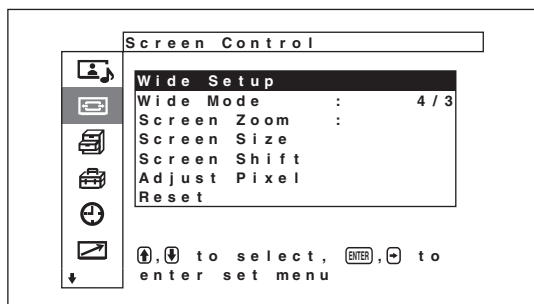 Screen Control
Wide Setup
Wide Mode : 4/3
Screen Zoom :
Screen Size
Screen Shift
Adjust Pixel
Reset
↑,↓ to select, ENTER,→ to
enter set menu